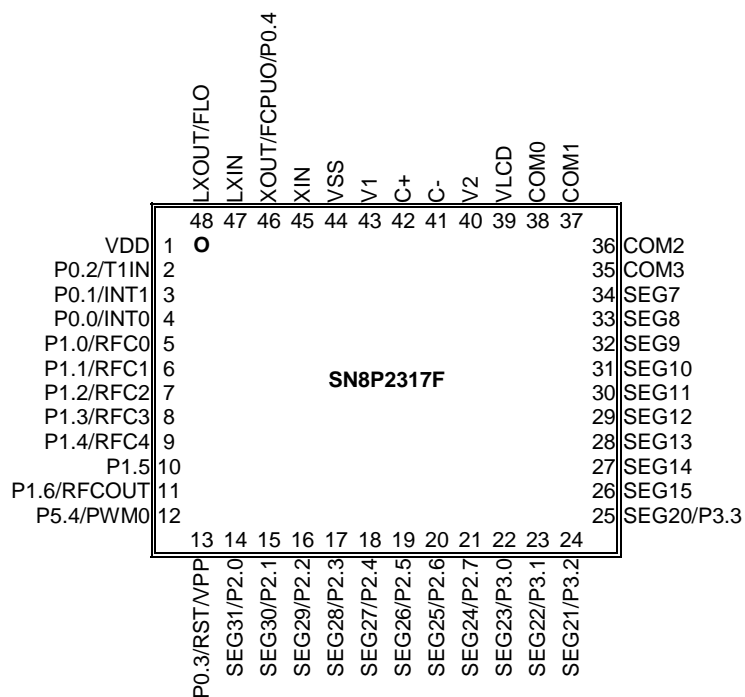 LXOUT/FLO
LXIN
XOUT/FCPUO/P0.4
XIN
VSS
V1
C+
C-
V2
VLCD
COM0
COM1
48 47 46 45 44 43 42 41 40 39 38 37
VDD 1 O 36 COM2
P0.2/T1IN 2 35 COM3
P0.1/INT1 3 34 SEG7
P0.0/INT0 4 33 SEG8
P1.0/RFC0 5 32 SEG9
P1.1/RFC1 6 31 SEG10
P1.2/RFC2 7 SN8P2317F 30 SEG11
P1.3/RFC3 8 29 SEG12
P1.4/RFC4 9 28 SEG13
P1.5 10 27 SEG14
P1.6/RFCOUT 11 26 SEG15
P5.4/PWM0 12 25 SEG20/P3.3
13 14 15 16 17 18 19 20 21 22 23 24
P0.3/RST/VPP
SEG31/P2.0
SEG30/P2.1
SEG29/P2.2
SEG28/P2.3
SEG27/P2.4
SEG26/P2.5
SEG25/P2.6
SEG24/P2.7
SEG23/P3.0
SEG22/P3.1
SEG21/P3.2